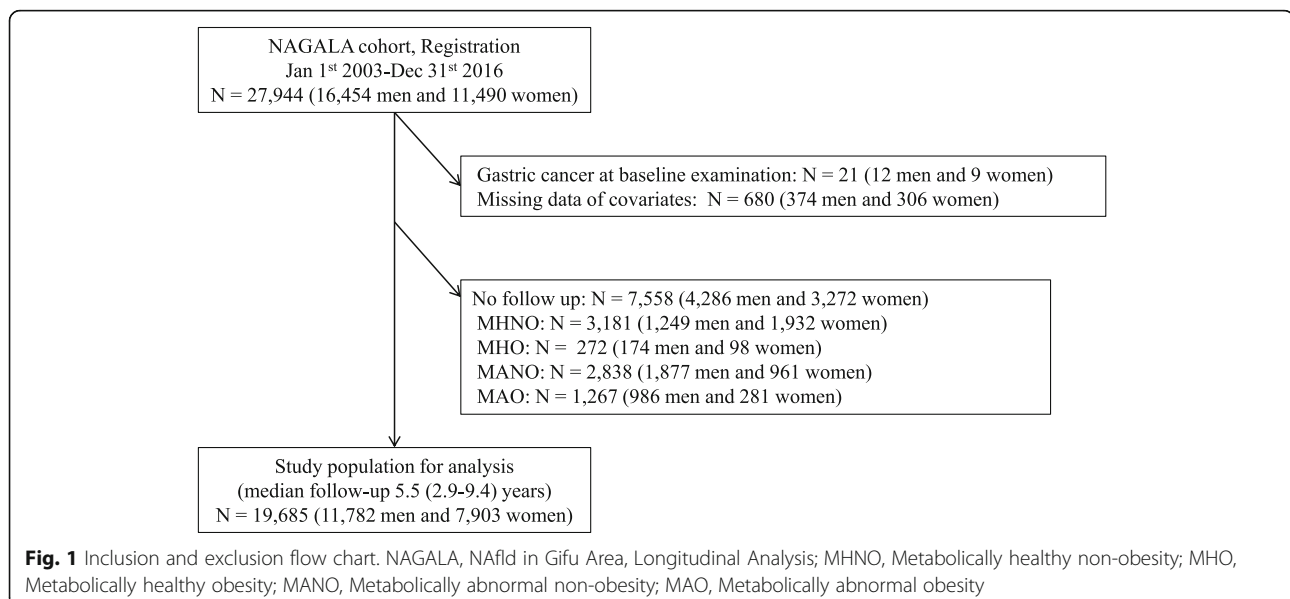 NAGALA cohort, Registration
Jan 1st 2003-Dec 31st 2016
N = 27,944 (16,454 men and 11,490 women)
Gastric cancer at baseline examination: N = 21 (12 men and 9 women)
Missing data of covariates: N = 680 (374 men and 306 women)
No follow up: N = 7,558 (4,286 men and 3,272 women)
MHNO: N = 3,181 (1,249 men and 1,932 women)
MHO: N = 272 (174 men and 98 women)
MANO: N = 2,838 (1,877 men and 961 women)
MAO: N = 1,267 (986 men and 281 women)
Study population for analysis
(median follow-up 5.5 (2.9-9.4) years)
N = 19,685 (11,782 men and 7,903 women)
Fig. 1 Inclusion and exclusion flow chart. NAGALA, NAfld in Gifu Area, Longitudinal Analysis; MHNO, Metabolically healthy non-obesity; MHO,
Metabolically healthy obesity; MANO, Metabolically abnormal non-obesity; MAO, Metabolically abnormal obesity